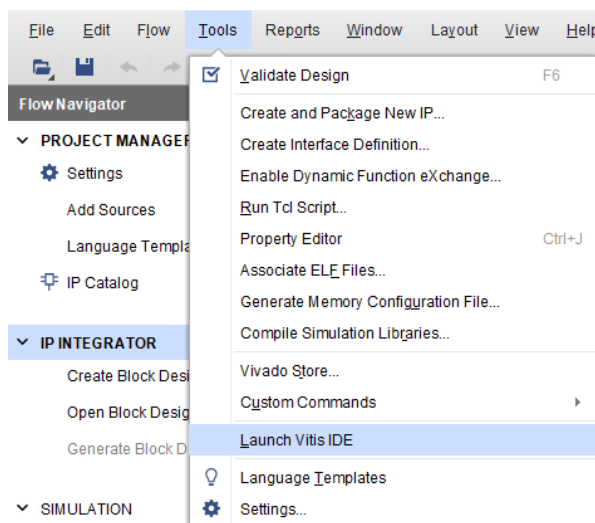 File Edit Flow Tools Reports Window Layout View Help
Validate Design F6
Flow Navigator
Create and Package New IP...
PROJECT MANAGER
Create Interface Definition...
Settings
Enable Dynamic Function eXchange...
Add Sources
Run Tcl Script...
Language
Property Editor Ctrl+J
Associate ELF Files...
IP Catalog
Generate Memory Configuration File...
Compile Simulation Libraries...
IP INTEGRATOR
Vivado Store...
Create Block
Custom Commands
Open Block
Launch Vitis IDE
Generate Block
Language Templates
SIMULATION
Settings...